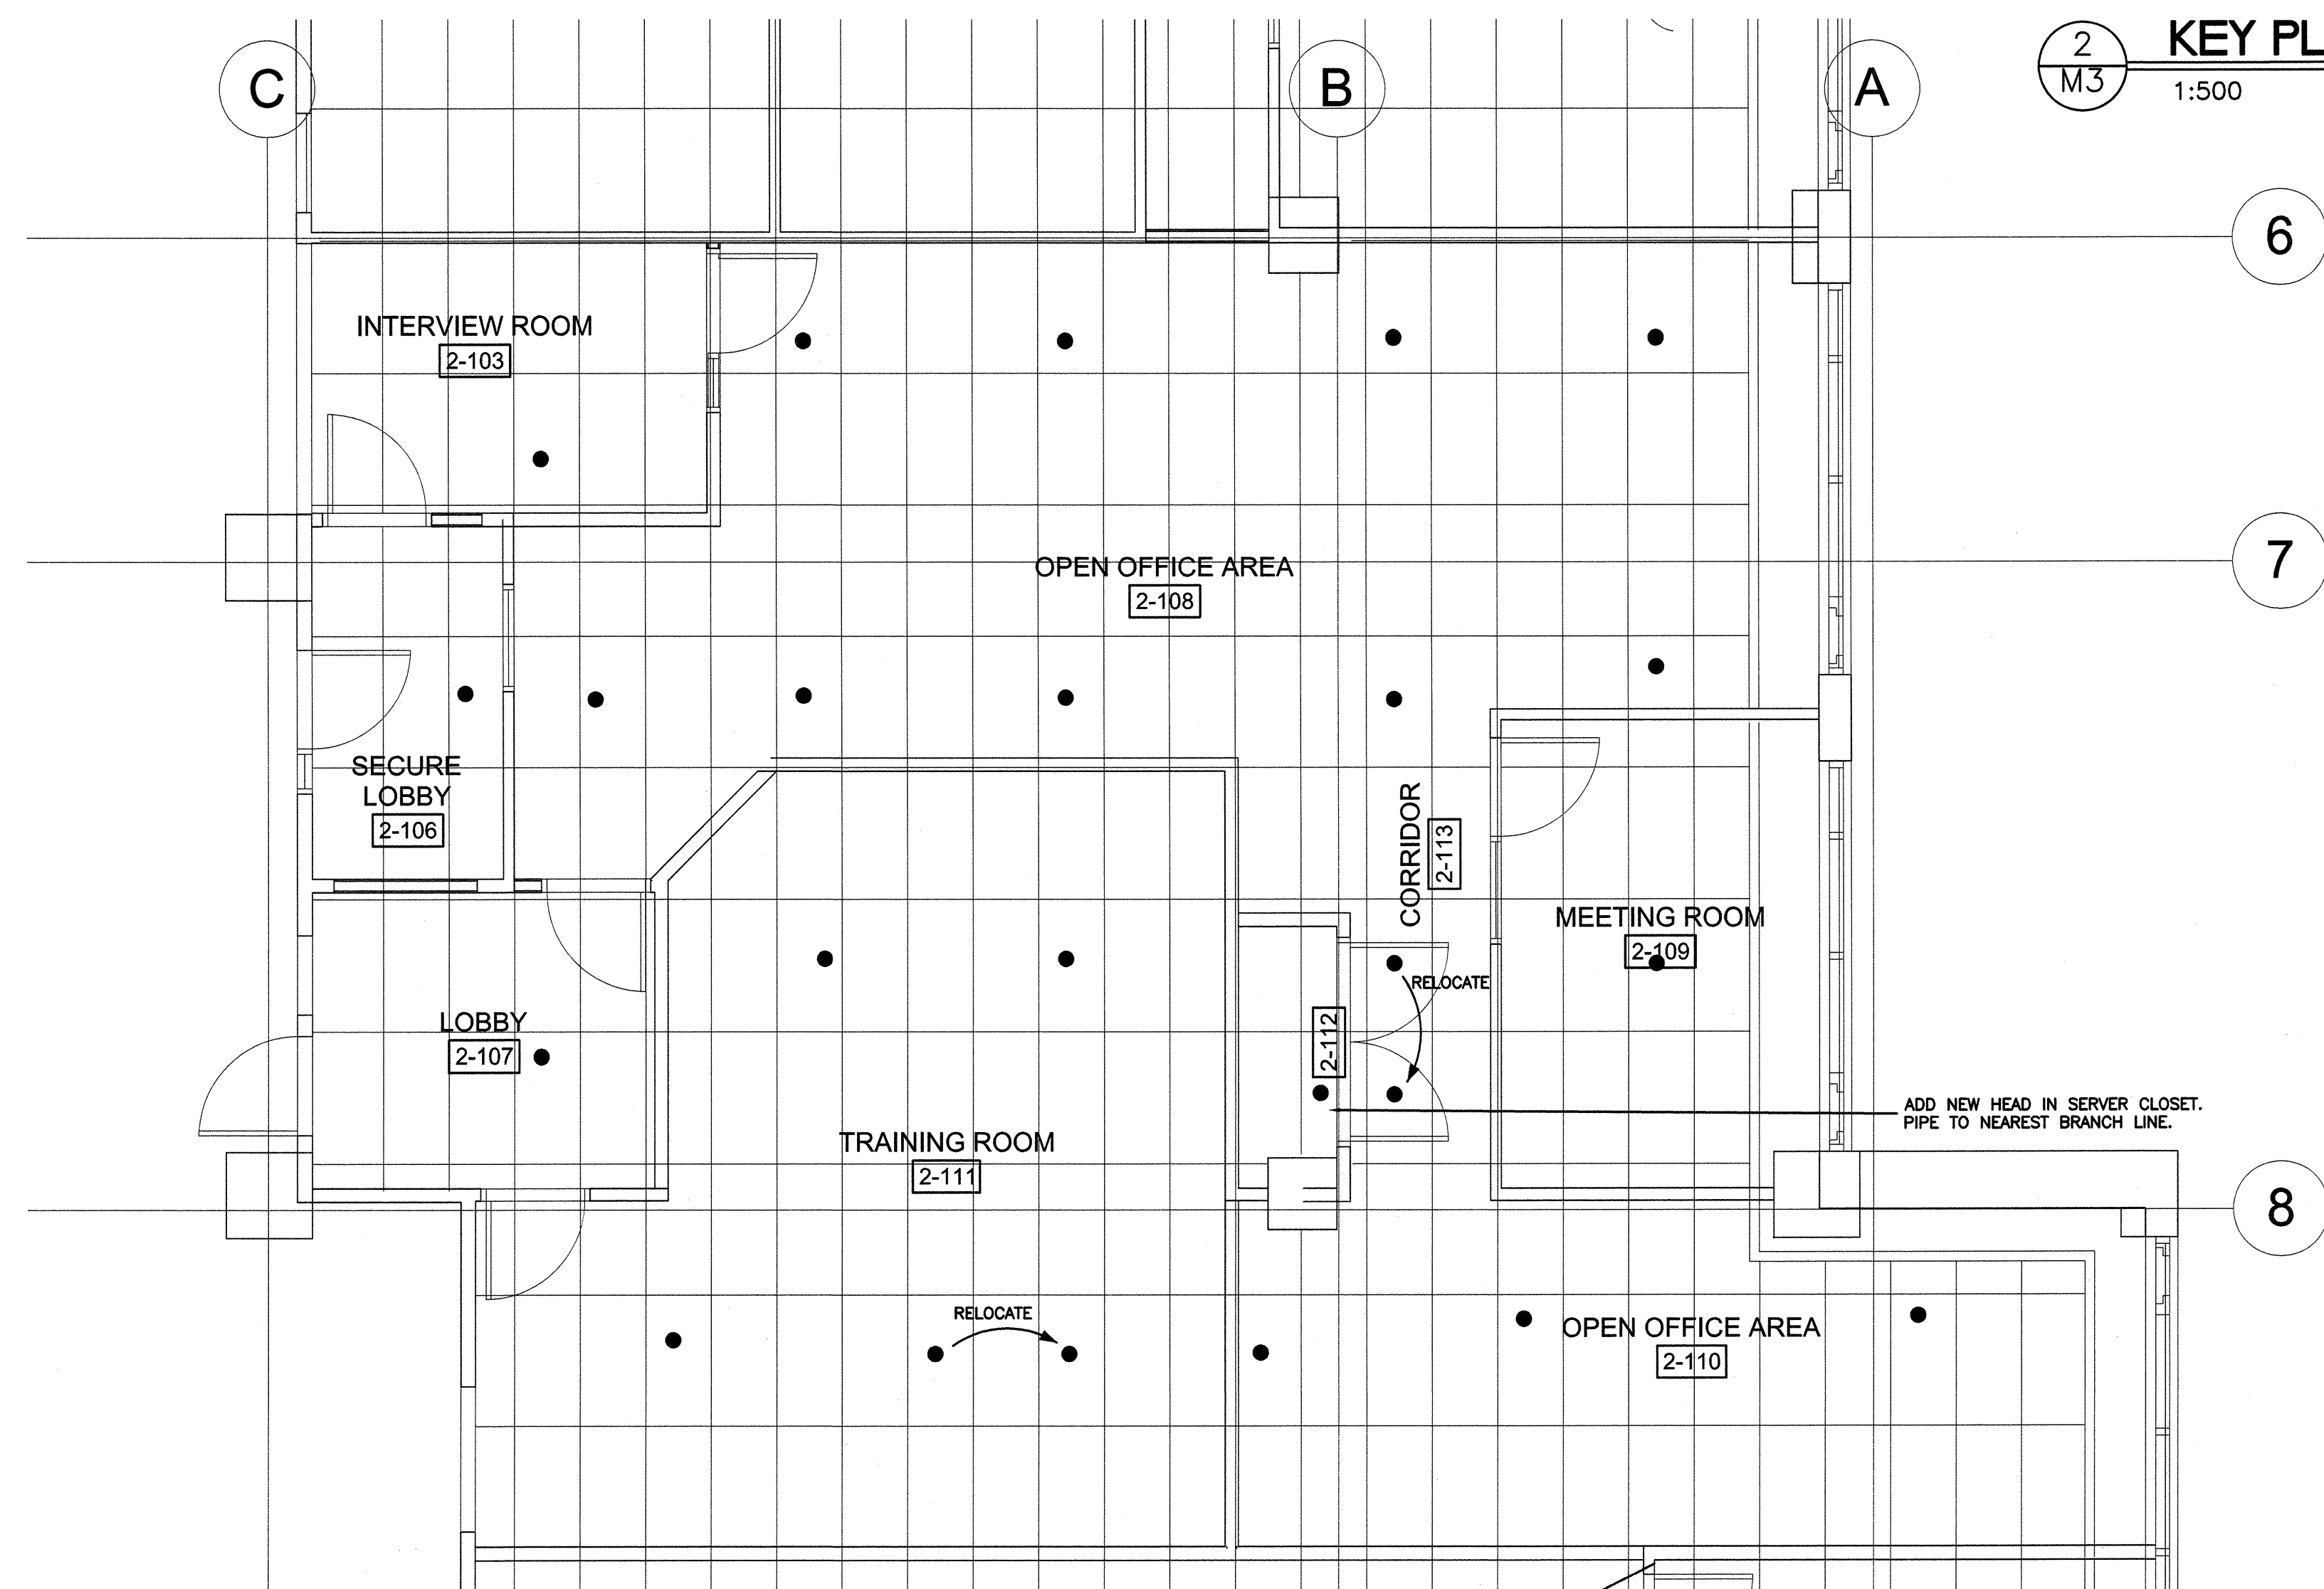 C
B
A
2
M3
KEY PL
1:500
6
INTERVIEW ROOM
2-103
7
OPEN OFFICE AREA
2-108
SECURE
LOBBY
2-106
CORRIDOR
2-113
MEETING ROOM
2-109
RELOCATE
LOBBY
2-107
2-112
ADD NEW HEAD IN SERVER CLOSET.
PIPE TO NEAREST BRANCH LINE.
TRAINING ROOM
2-111
8
RELOCATE
OPEN OFFICE AREA
2-110